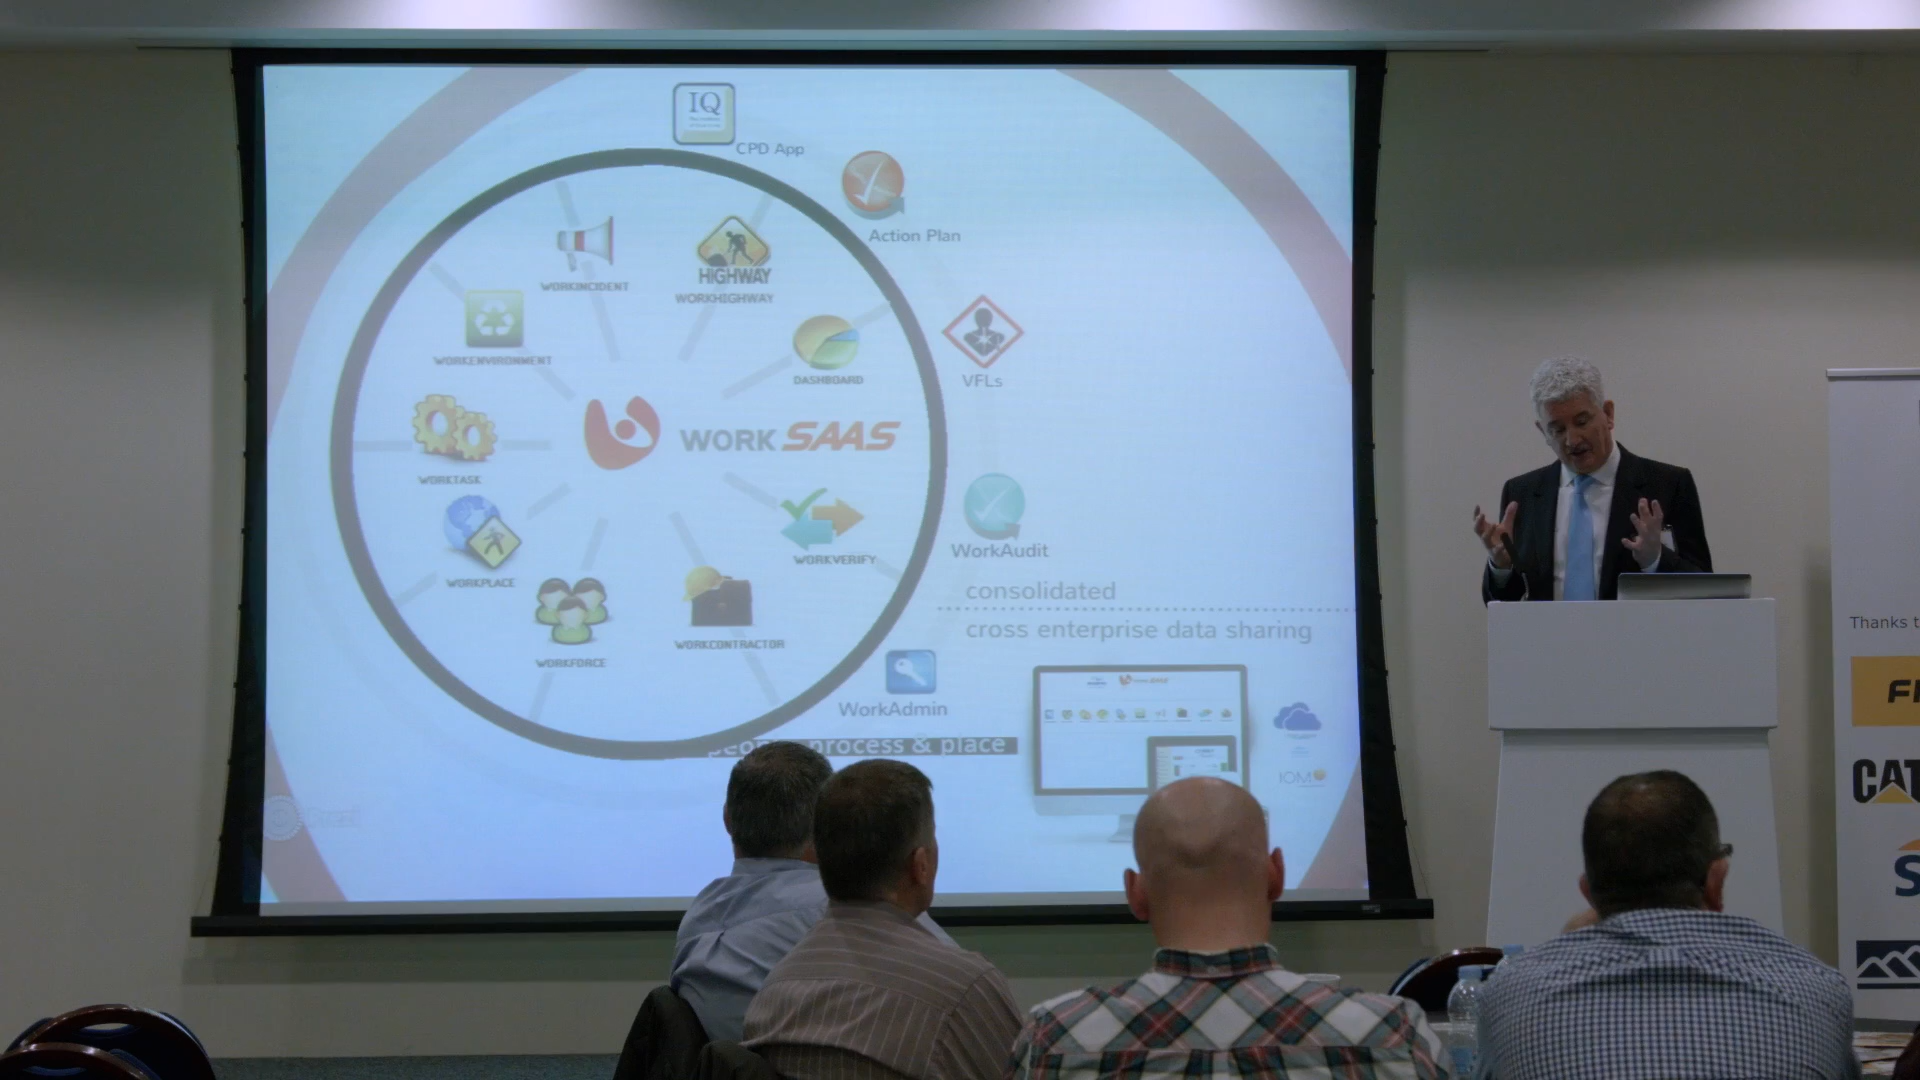 IQ
CPD App
Action Plan
WORKINCIDENT
HIGHWAY
WORKHIGHWAY
WORKENVIRONMENT
DASHBOARD
VFLs
WORK SAAS
WORKTASK
WORKVERIFY
WorkAudit
WORKPLACE
consolidated
cross enterprise data sharing
WORKCONTRACTOR
WORKFORCE
WorkAdmin
process & place
IOM
Thanks t
CAT
S